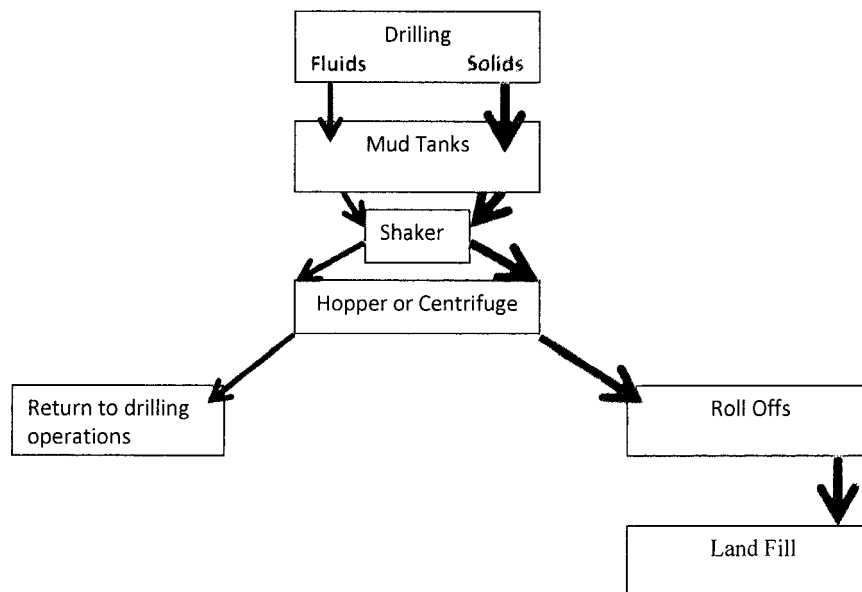 Drilling
Fluids Solids
Mud Tanks
Shaker
Hopper or Centrifuge
Return to drilling
operations
Roll Offs
Land Fill